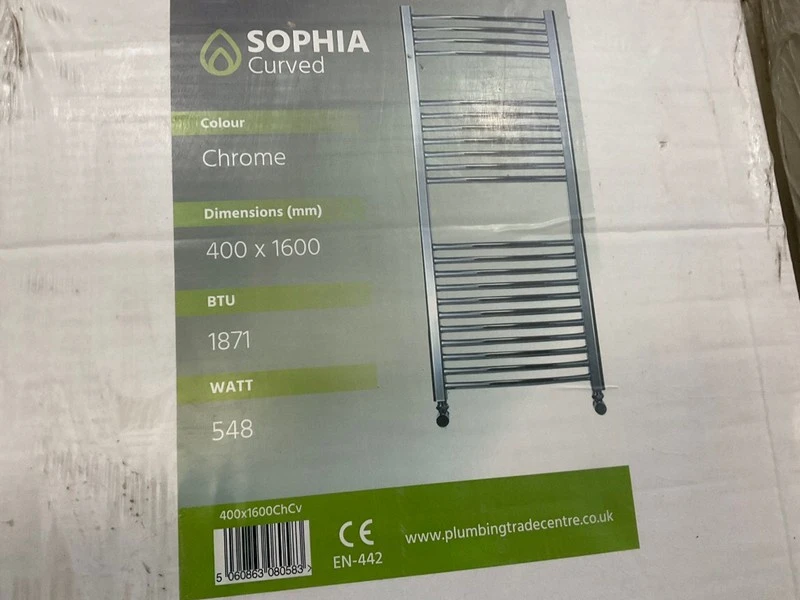 SOPHIA
Curved
Colour
Chrome
Dimensions (mm)
400 x 1600
BTU
1871
WATT
548
400x1600ChCv
5 060863 080583 >
CE
EN-442
www.plumbingtradecentre.co.uk